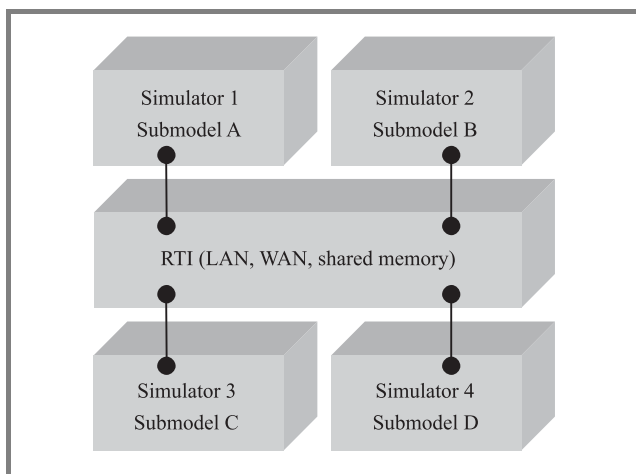 Simulator 1
Submodel A
Simulator 2
Submodel B
RTI (LAN, WAN, shared memory)
Simulator 3
Submodel C
Simulator 4
Submodel D